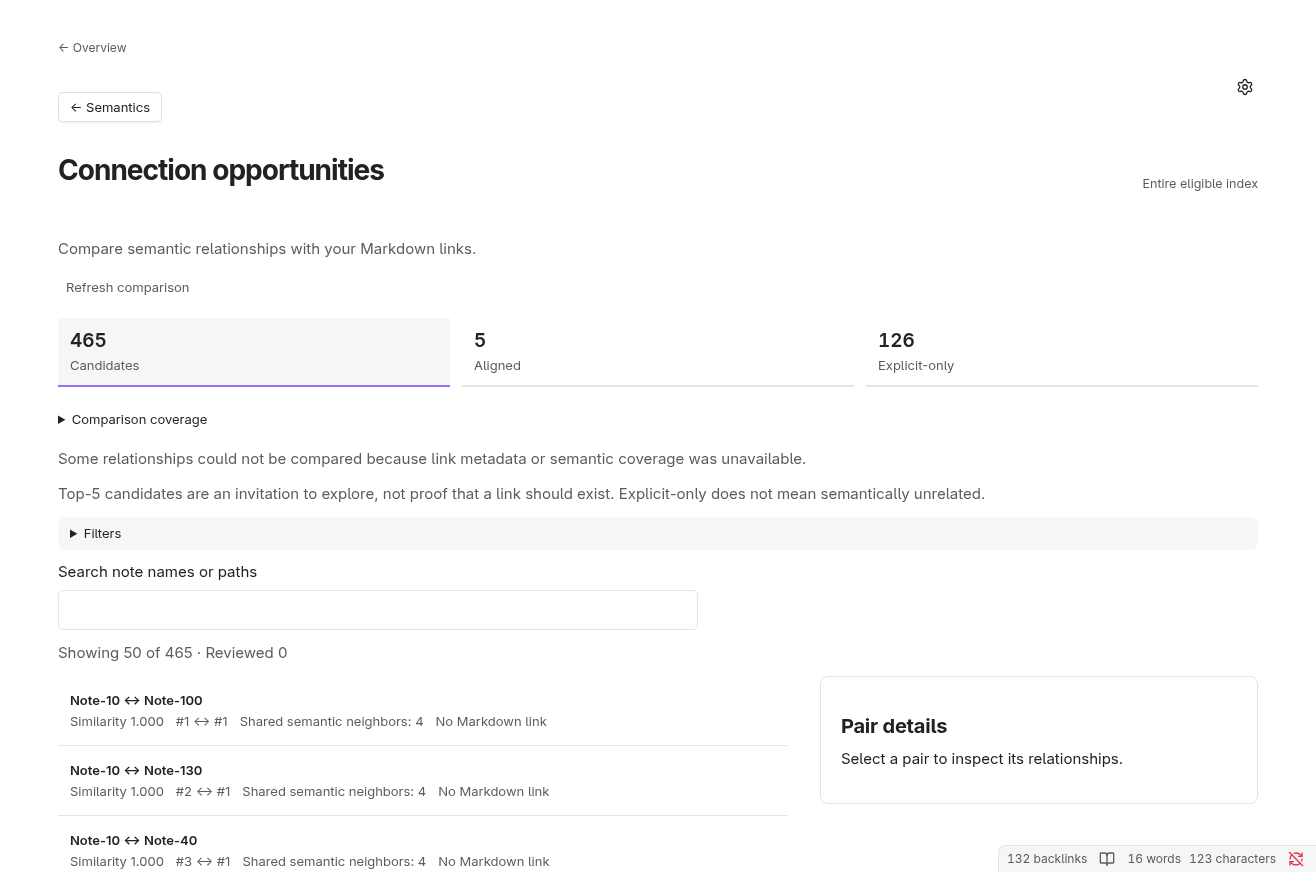 ← Overview
← Semantics
Connection opportunities
Entire eligible index
Compare semantic relationships with your Markdown links.
Refresh comparison
465
Candidates
5
Aligned
126
Explicit-only
▶ Comparison coverage
Some relationships could not be compared because link metadata or semantic coverage was unavailable.
Top-5 candidates are an invitation to explore, not proof that a link should exist. Explicit-only does not mean semantically unrelated.
▶ Filters
Search note names or paths
Showing 50 of 465 · Reviewed 0
Note-10 ↔ Note-100
Similarity 1.000 #1 ↔ #1 Shared semantic neighbors: 4 No Markdown link
Note-10 ↔ Note-130
Similarity 1.000 #2 ↔ #1 Shared semantic neighbors: 4 No Markdown link
Note-10 ↔ Note-40
Similarity 1.000 #3 ↔ #1 Shared semantic neighbors: 4 No Markdown link
Pair details
Select a pair to inspect its relationships.
132 backlinks 16 words 123 characters